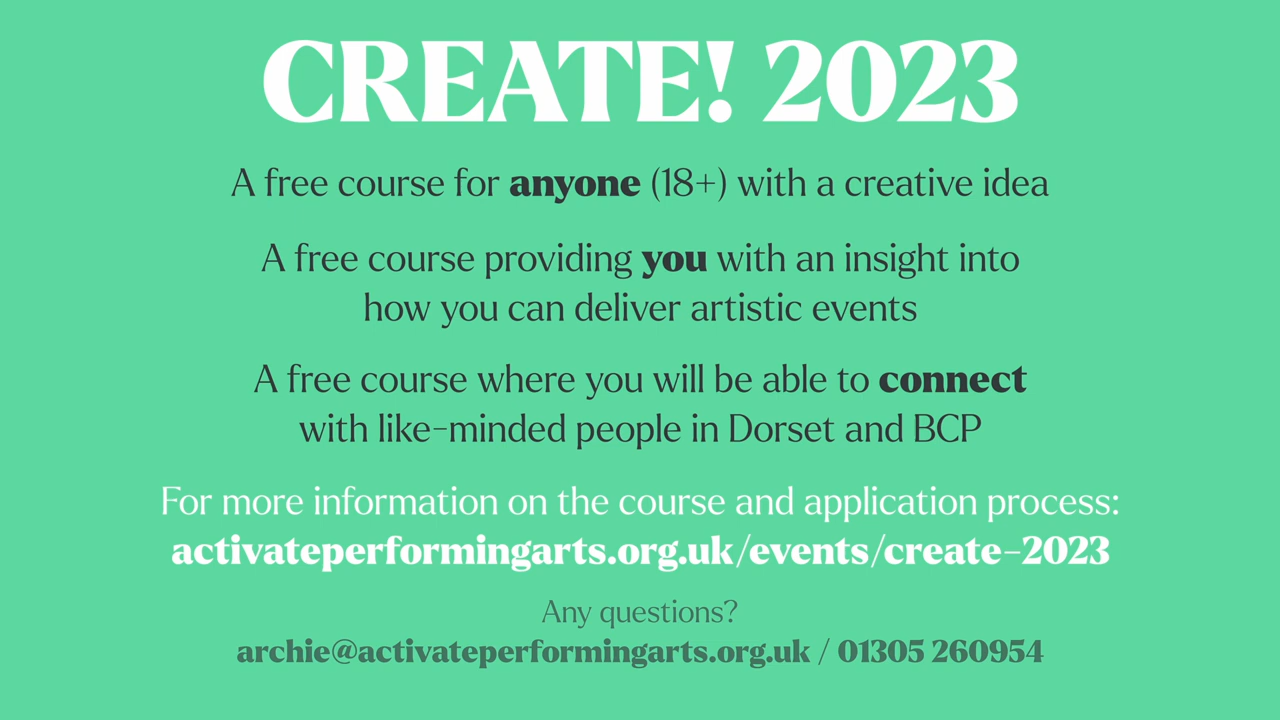 CREATE! 2023
A free course for anyone (18+) with a creative idea
A free course providing you with an insight into
how you can deliver artistic events
A free course where you will be able to connect
with like-minded people in Dorset and BCP
For more information on the course and application process:
activateperformingarts.org.uk/events/create-2023
Any questions?
archie@activateperformingarts.org.uk / 01305 260954